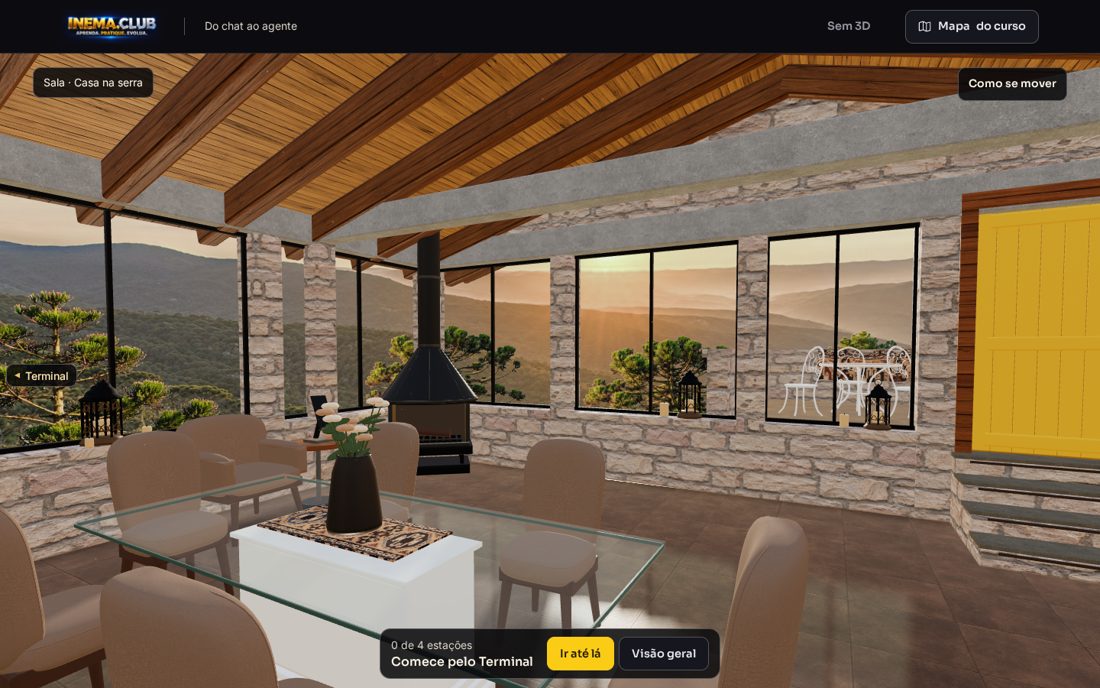 INEMA.CLUB
APRENDA. PRATIQUE. EVOLUA.
Do chat ao agente
Sem 3D
Mapa do curso
Sala · Casa na serra
Como se mover
Terminal
0 de 4 estações
Comece pelo Terminal
Ir até lá
Visão geral